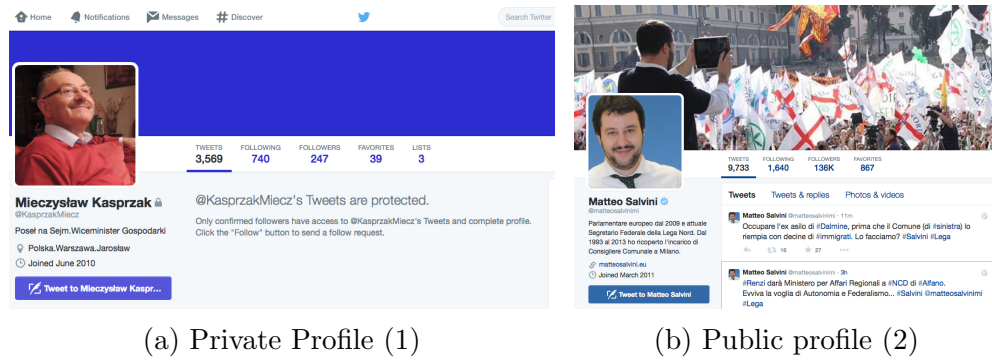 Home Notifications Messages Discover Search Twitter
TWEETS FOLLOWING FOLLOWERS FAVORITES LISTS
3,569 740 247 39 3
Mieczysław Kasprzak
@KasprzakMiecz
Poseł na Sejm.Wiceminister Gospodarki
Polska.Warszawa.Jarosław
Joined June 2010
Tweet to Mieczysław Kaspr...
@KasprzakMiecz's Tweets are protected.
Only confirmed followers have access to @KasprzakMiecz's Tweets and complete profile.
Click the "Follow" button to send a follow request.
(a) Private Profile (1)
TWEETS FOLLOWING FOLLOWERS FAVORITES
9,733 1,640 136K 867
Matteo Salvini
@matteosalvinimi
Parlamentare europeo dal 2009 e attuale
Segretario Federale della Lega Nord. Dal
1993 al 2013 ho ricoperto l'incarico di
Consigliere Comunale a Milano.
matteosalvini.eu
Joined March 2011
Tweet to Matteo Salvini
Tweets Tweets & replies Photos & videos
Matteo Salvini @matteosalvinimi · 11m
Occupare l'ex asilo di #Dalmine, prima che il Comune (di #sinistra) lo
riempia con decine di #immigrati. Lo facciamo? #Salvini #Lega
16 27
Matteo Salvini @matteosalvinimi · 3h
#Renzi darà Ministero per Affari Regionali a #NCD di #Alfano.
Evviva la voglia di Autonomia e Federalismo... #Salvini @matteosalvinimi
#Lega
(b) Public profile (2)